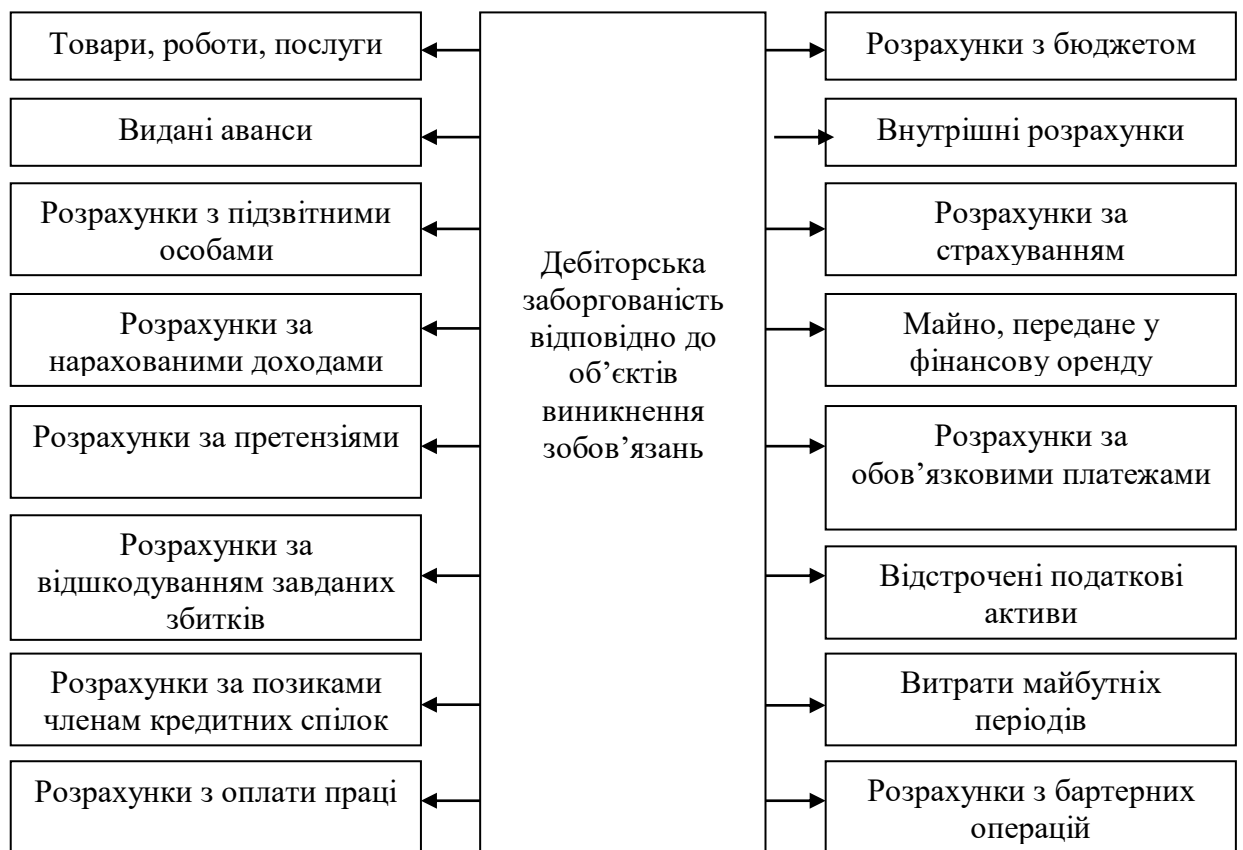 Товари, роботи, послуги
Видані аванси
Розрахунки з підзвітними
особами
Розрахунки за
нарахованими доходами
Розрахунки за претензіями
Розрахунки за
відшкодуванням завданих
збитків
Розрахунки за позиками
членам кредитних спілок
Розрахунки з оплати праці
Дебіторська
заборгованість
відповідно до
об’єктів
виникнення
зобов’язань
Розрахунки з бюджетом
Внутрішні розрахунки
Розрахунки за
страхуванням
Майно, передане у
фінансову оренду
Розрахунки за
обов’язковими платежами
Відстрочені податкові
активи
Витрати майбутніх
періодів
Розрахунки з бартерних
операцій